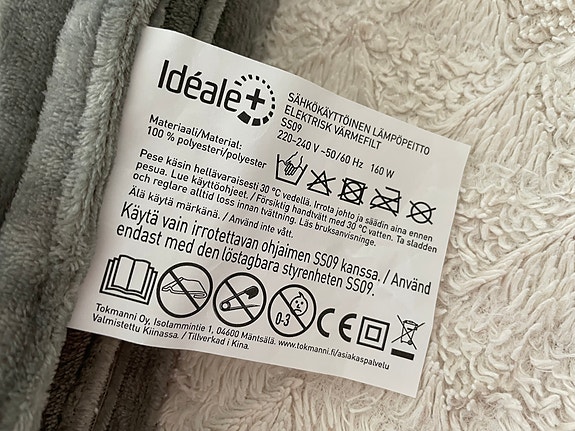 Idéale+
SÄHKÖKÄYTTÖINEN LÄMPÖPEITTO
ELEKTRISK VÄRMEFILT
SS09
220-240 V ~50/60 Hz 160 W
Materiaali/Material:
100 % polyesteri/polyester
Pese käsin hellävaraisesti 30 °C vedellä. Irrota johto ja säädin aina ennen
pesua. Lue käyttöohjeet. / Försiktig handtvätt med 30 °C vatten. Ta sladden
och reglare alltid loss innan tvättning. Läs bruksanvisninge.
Älä käytä märkänä. / Använd inte vått.
Käytä vain irrotettavan ohjaimen SS09 kanssa. / Använd
endast med den löstagbara styrenheten SS09.
0-3
CE
Tokmanni Oy, Isolammintie 1, 04600 Mäntsälä. www.tokmanni.fi/asiakaspalvelu
Valmistettu Kiinassa. / Tillverkad i Kina.